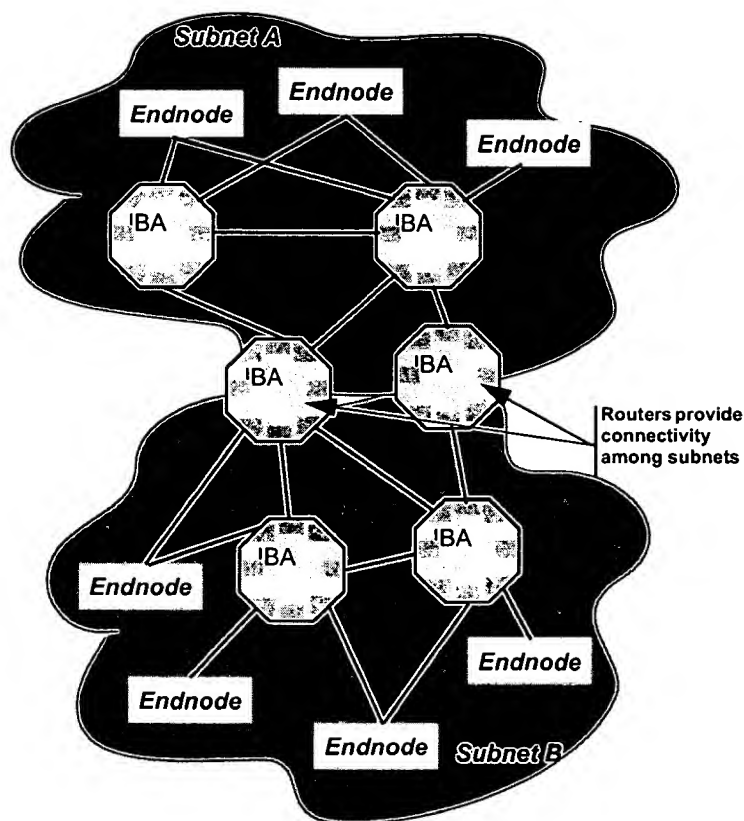 Subnet A
Endnode
Endnode
Endnode
IBA
IBA
IBA
IBA
Routers provide
connectivity
among subnets
IBA
IBA
Endnode
Endnode
Endnode
Endnode
Subnet B